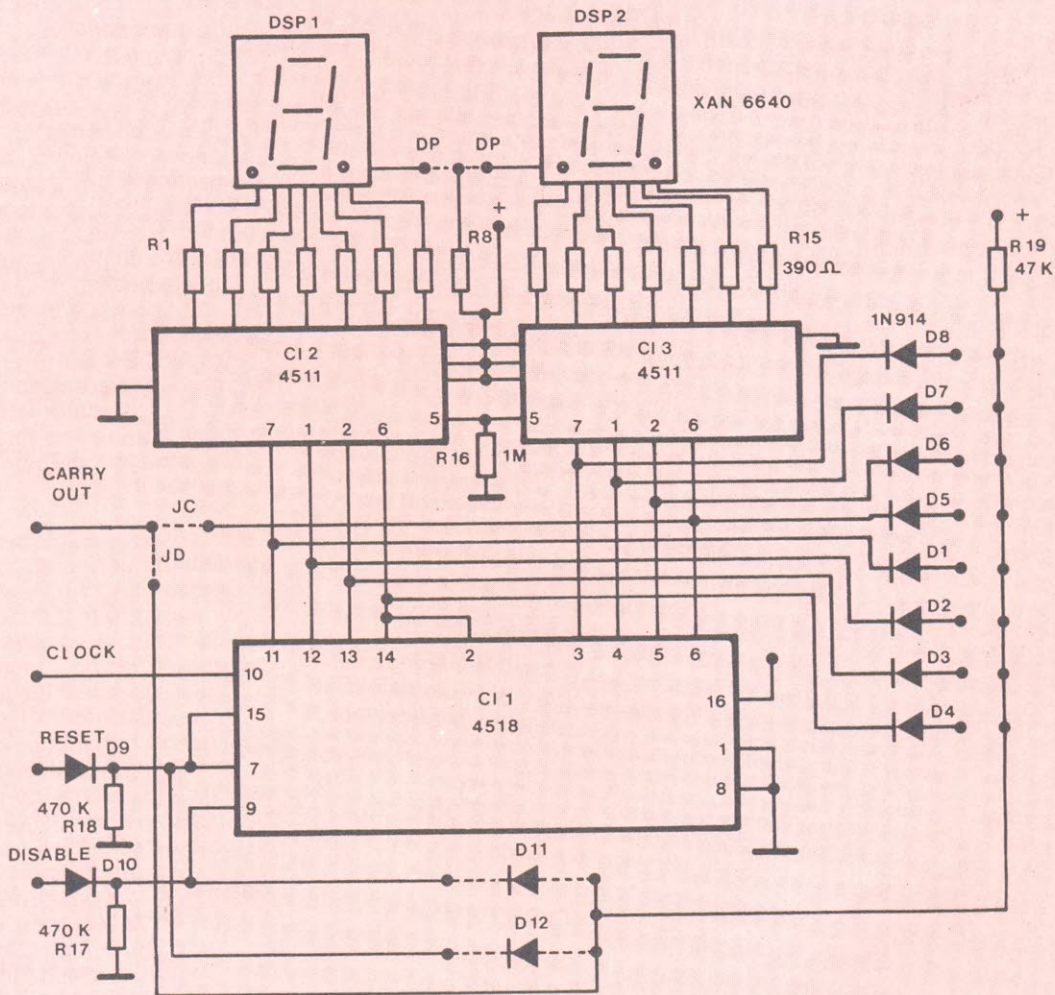 DSP 1
DSP 2
XAN 6640
DP DP
+
+
R1
R8
R15
390 Ω
R19
47 K
1N914
CI 2
4511
CI 3
4511
D8
D7
D6
D5
D1
D2
D3
D4
5
5
7 1 2 6
7 1 2 6
R16
1M
CARRY
OUT
JC
JD
CLOCK
11 12 13 14 2 3 4 5 6
10
15
7
9
CI 1
4518
16
1
8
RESET
D9
470 K
R18
DISABLE
D10
470 K
R17
D11
D12